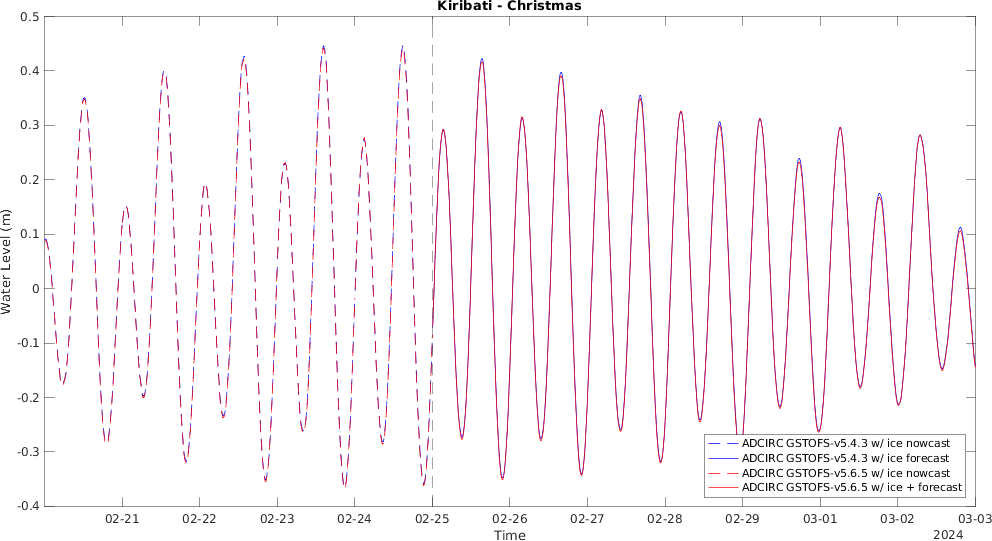 Kiribati - Christmas
0.5
0.4
0.3
0.2
0.1
0
-0.1
-0.2
-0.3
-0.4
Water Level (m)
ADCIRC GSTOFS-v5.4.3 w/ ice nowcast
ADCIRC GSTOFS-v5.4.3 w/ ice forecast
ADCIRC GSTOFS-v5.6.5 w/ ice nowcast
ADCIRC GSTOFS-v5.6.5 w/ ice + forecast
02-21 02-22 02-23 02-24 02-25 02-26 02-27 02-28 02-29 03-01 03-02 03-03
Time
2024